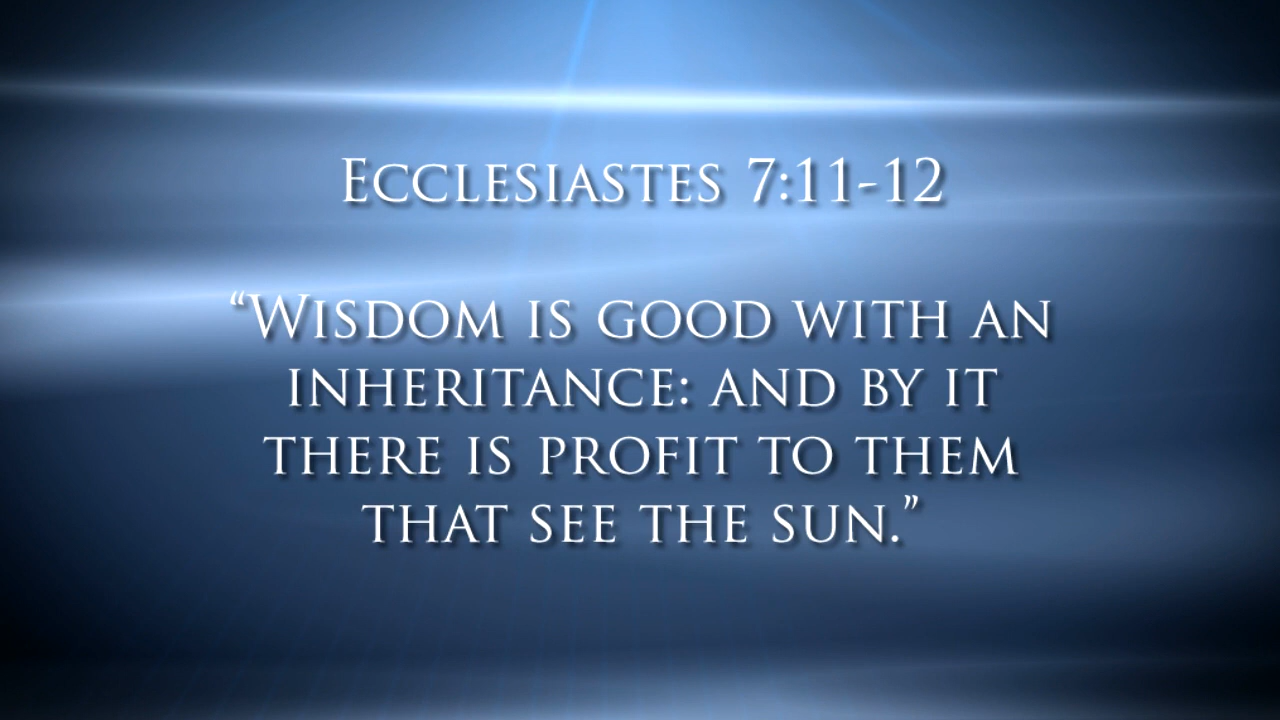 Ecclesiastes 7:11-12
“Wisdom is good with an
inheritance: and by it
there is profit to them
that see the sun.”